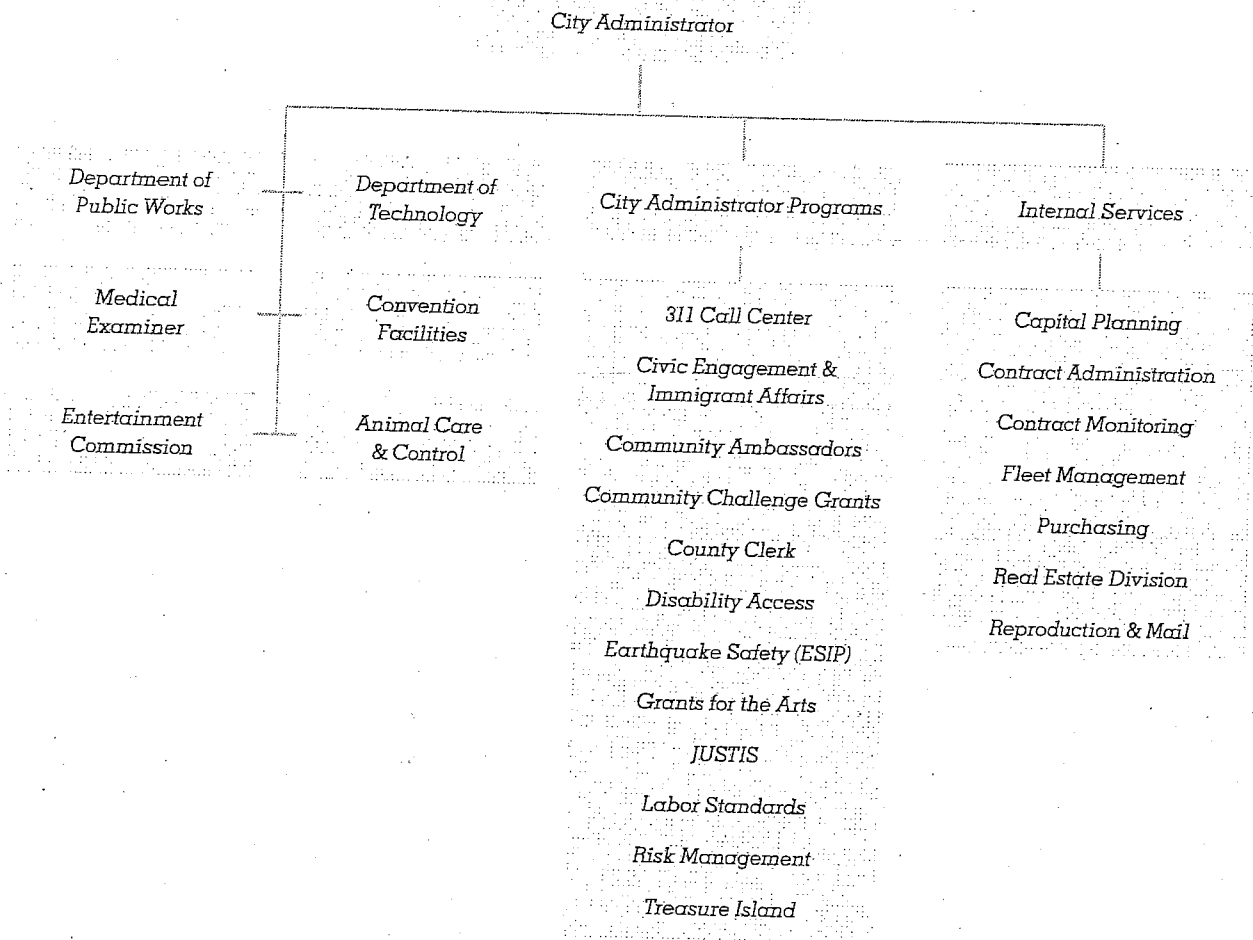 City Administrator
Department of
Public Works
Department of
Technology
City Administrator Programs
Internal Services
Medical
Examiner
Convention
Facilities
Entertainment
Commission
Animal Care
& Control
311 Call Center
Civic Engagement &
Immigrant Affairs
Community Ambassadors
Community Challenge Grants
County Clerk
Disability Access
Earthquake Safety (ESIP)
Grants for the Arts
JUSTIS
Labor Standards
Risk Management
Treasure Island
Capital Planning
Contract Administration
Contract Monitoring
Fleet Management
Purchasing
Real Estate Division
Reproduction & Mail